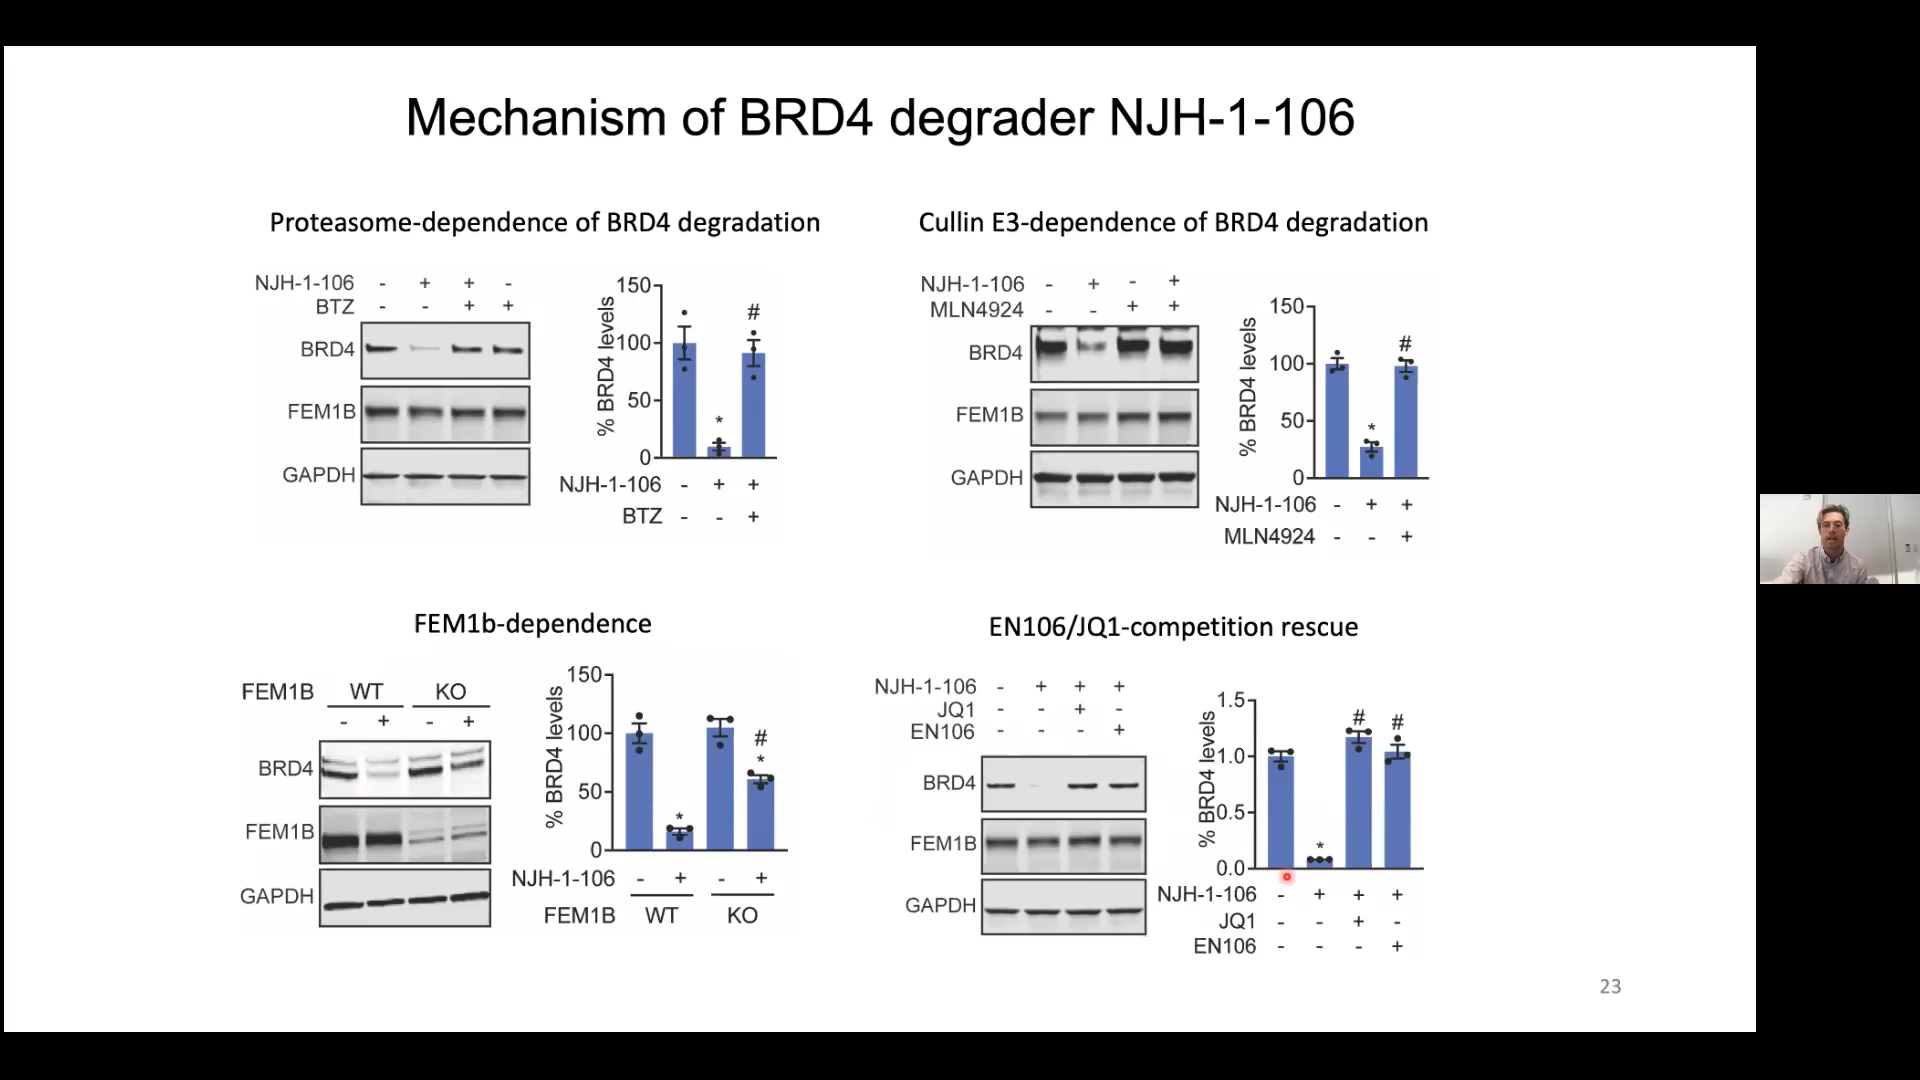 Mechanism of BRD4 degrader NJH-1-106
Proteasome-dependence of BRD4 degradation
NJH-1-106 - + + -
BTZ - - + +
BRD4
FEM1B
GAPDH
% BRD4 levels
150
100
50
0
* #
NJH-1-106 - + +
BTZ - - +
Cullin E3-dependence of BRD4 degradation
NJH-1-106 - + - +
MLN4924 - - + +
BRD4
FEM1B
GAPDH
% BRD4 levels
150
100
50
0
* #
NJH-1-106 - + +
MLN4924 - - +
FEM1b-dependence
FEM1B WT KO
- + - +
BRD4
FEM1B
GAPDH
% BRD4 levels
150
100
50
0
* # *
NJH-1-106 - + - +
FEM1B WT KO
EN106/JQ1-competition rescue
NJH-1-106 - + + +
JQ1 - - + -
EN106 - - - +
BRD4
FEM1B
GAPDH
% BRD4 levels
1.5
1.0
0.5
0.0
* # #
NJH-1-106 - + + +
JQ1 - - + -
EN106 - - - +
23